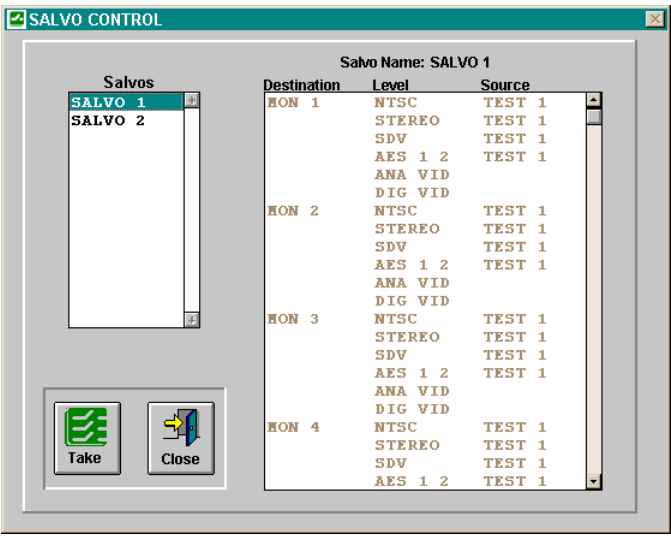 SALVO CONTROL
Salvo Name: SALVO 1
Salvos
SALVO 1
SALVO 2
Destination Level Source
MON 1 NTSC TEST 1
STEREO TEST 1
SDV TEST 1
AES 1 2 TEST 1
ANA VID
DIG VID
MON 2 NTSC TEST 1
STEREO TEST 1
SDV TEST 1
AES 1 2 TEST 1
ANA VID
DIG VID
MON 3 NTSC TEST 1
STEREO TEST 1
SDV TEST 1
AES 1 2 TEST 1
ANA VID
DIG VID
MON 4 NTSC TEST 1
STEREO TEST 1
SDV TEST 1
AES 1 2 TEST 1
Take
Close